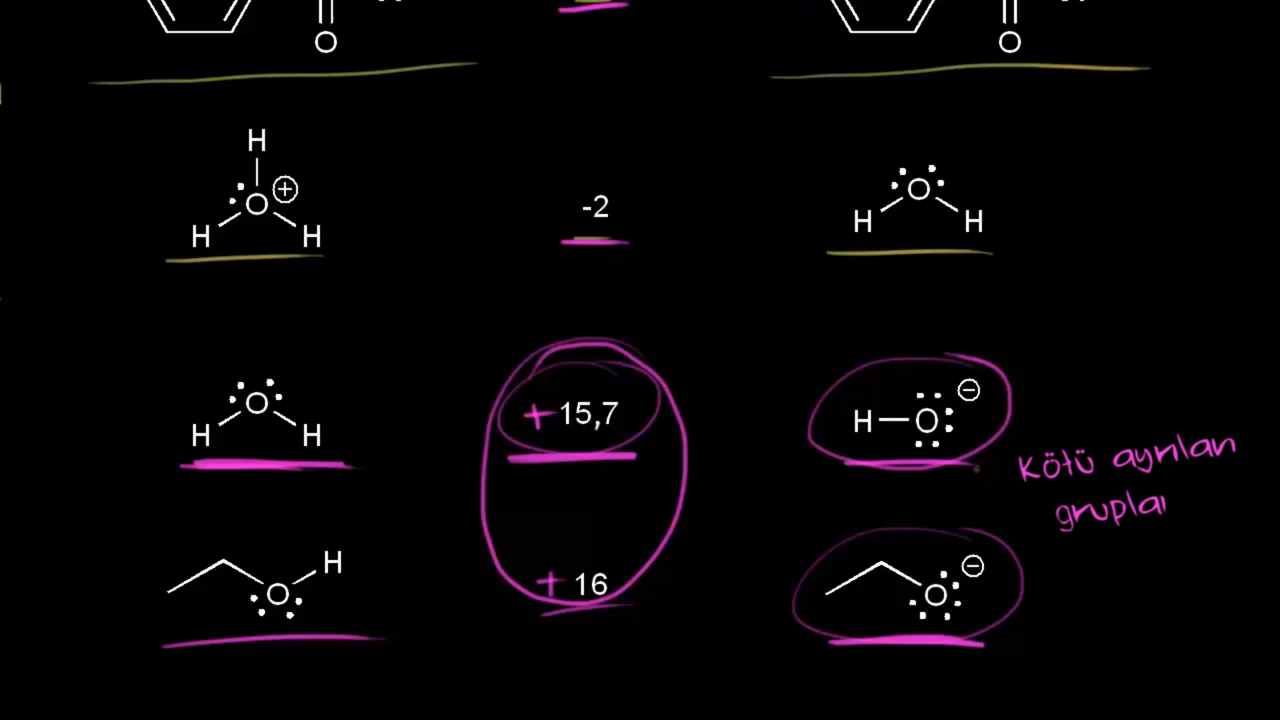 O
O
H
O
+
H
H
-2
O
H
H
O
H
H
+ 15,7
H
O
−
Kötü ayrılan
grupla
H
O
+ 16
O
−